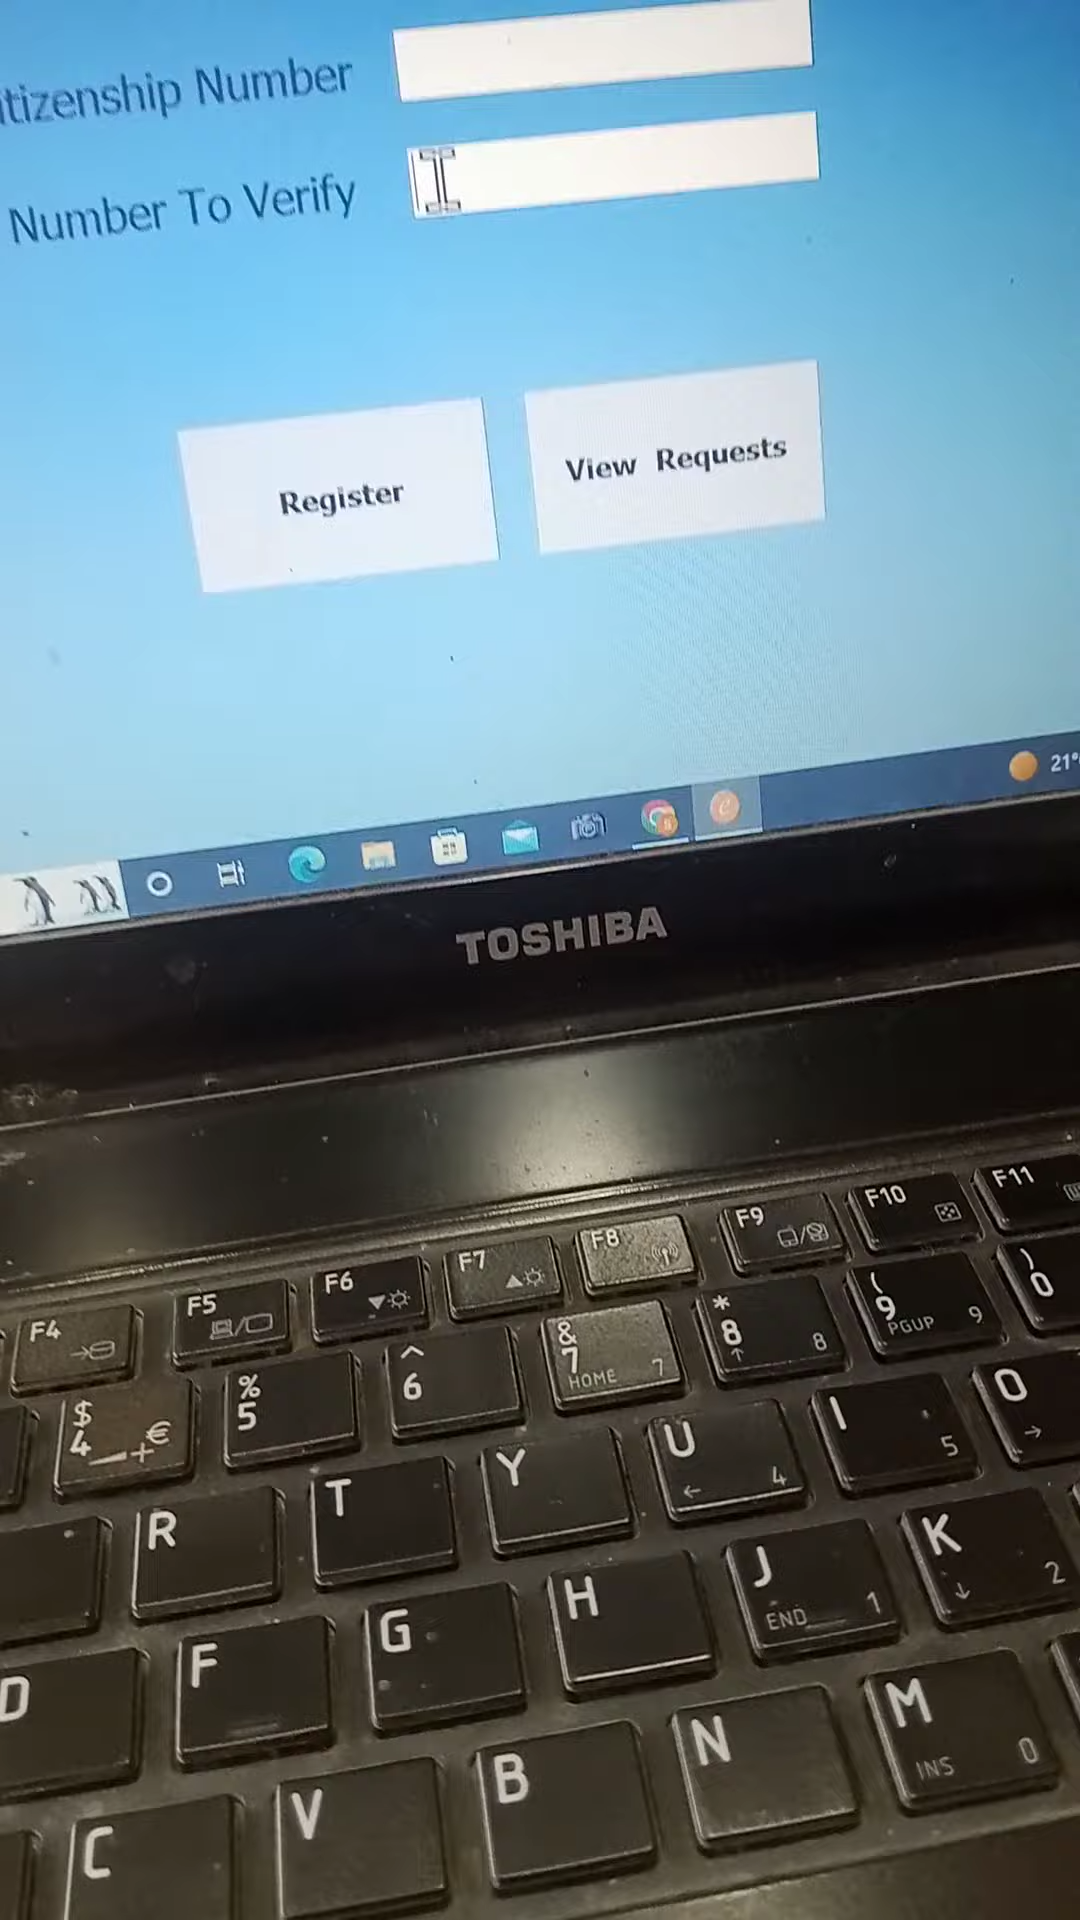 itizenship Number
Number To Verify
Register
View Requests
21°
TOSHIBA
F4
F5
F6
F7
F8
F9
F10
F11
$
4
€
%
5
^
6
&
7
HOME
7
*
8
8
(
9
PGUP
9
)
0
R
T
Y
U
4
I
5
O
D
F
G
H
J
END
1
K
2
C
V
B
N
M
INS
0